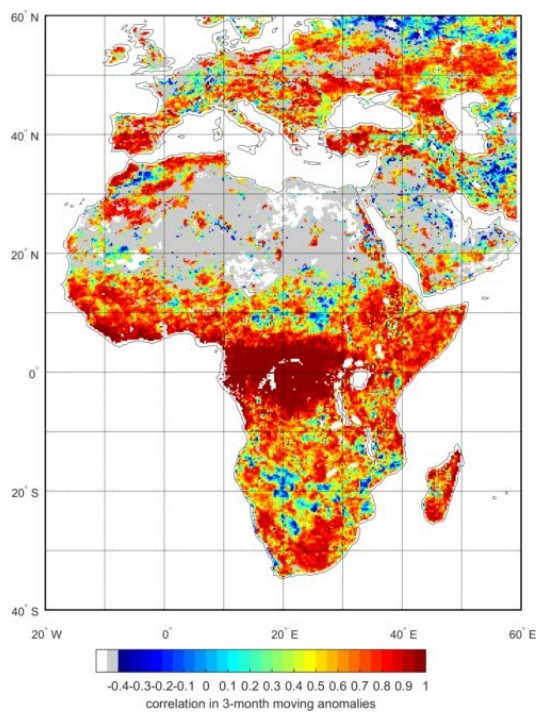 60° N
40° N
20° N
0°
20° S
40° S
20° W 0° 20° E 40° E 60° E
-0.4-0.3-0.2-0.1 0 0.1 0.2 0.3 0.4 0.5 0.6 0.7 0.8 0.9 1
correlation in 3-month moving anomalies